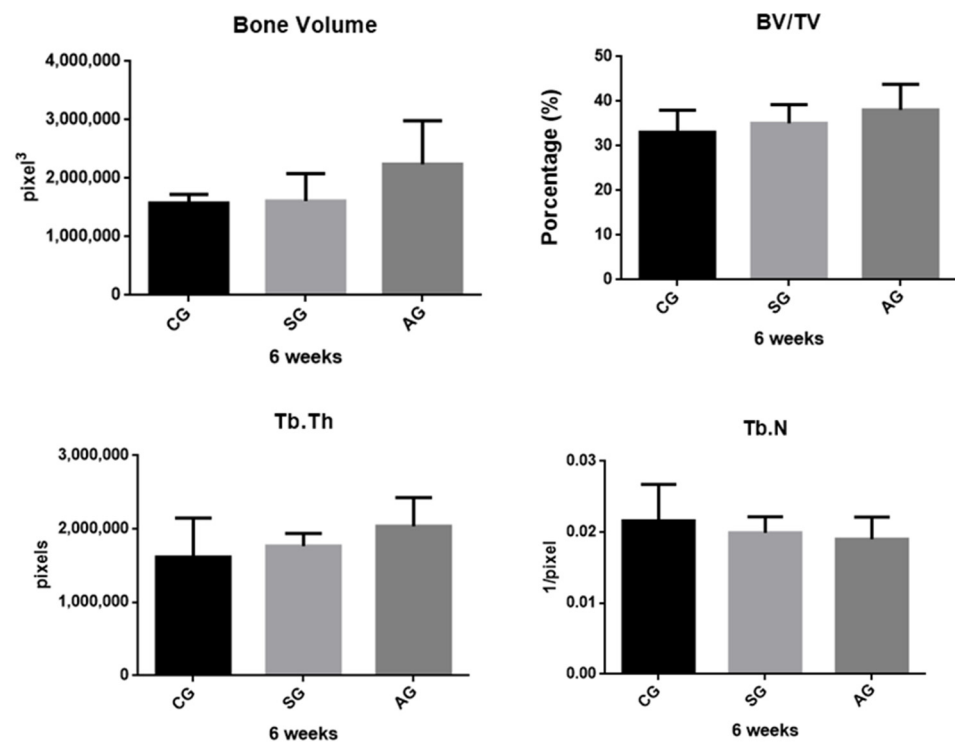 Bone Volume
4,000,000
3,000,000
2,000,000
1,000,000
0
pixel³
CG
SG
AG
6 weeks
BV/TV
50
40
30
20
10
0
Porcentage (%)
CG
SG
AG
6 weeks
Tb.Th
3,000,000
2,000,000
1,000,000
0
pixels
CG
SG
AG
6 weeks
Tb.N
0.03
0.02
0.01
0.00
1/pixel
CG
SG
AG
6 weeks